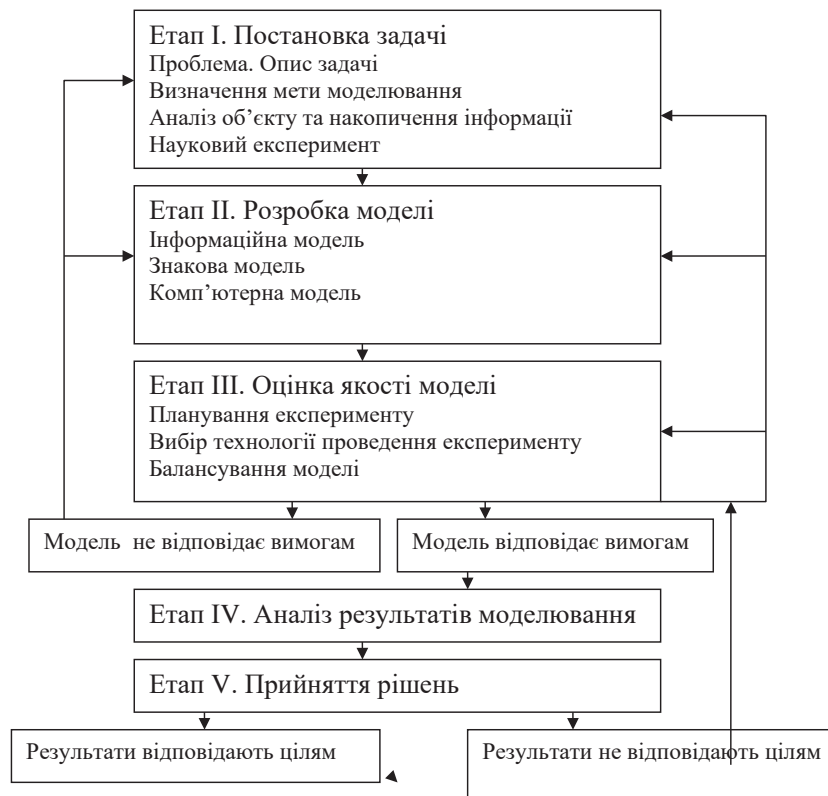 Етап I. Постановка задачі
Проблема. Опис задачі
Визначення мети моделювання
Аналіз об’єкту та накопичення інформації
Науковий експеримент
Етап II. Розробка моделі
Інформаційна модель
Знакова модель
Комп’ютерна модель
Етап III. Оцінка якості моделі
Планування експерименту
Вибір технології проведення експерименту
Балансування моделі
Модель не відповідає вимогам
Модель відповідає вимогам
Етап IV. Аналіз результатів моделювання
Етап V. Прийняття рішень
Результати відповідають цілям
Результати не відповідають цілям